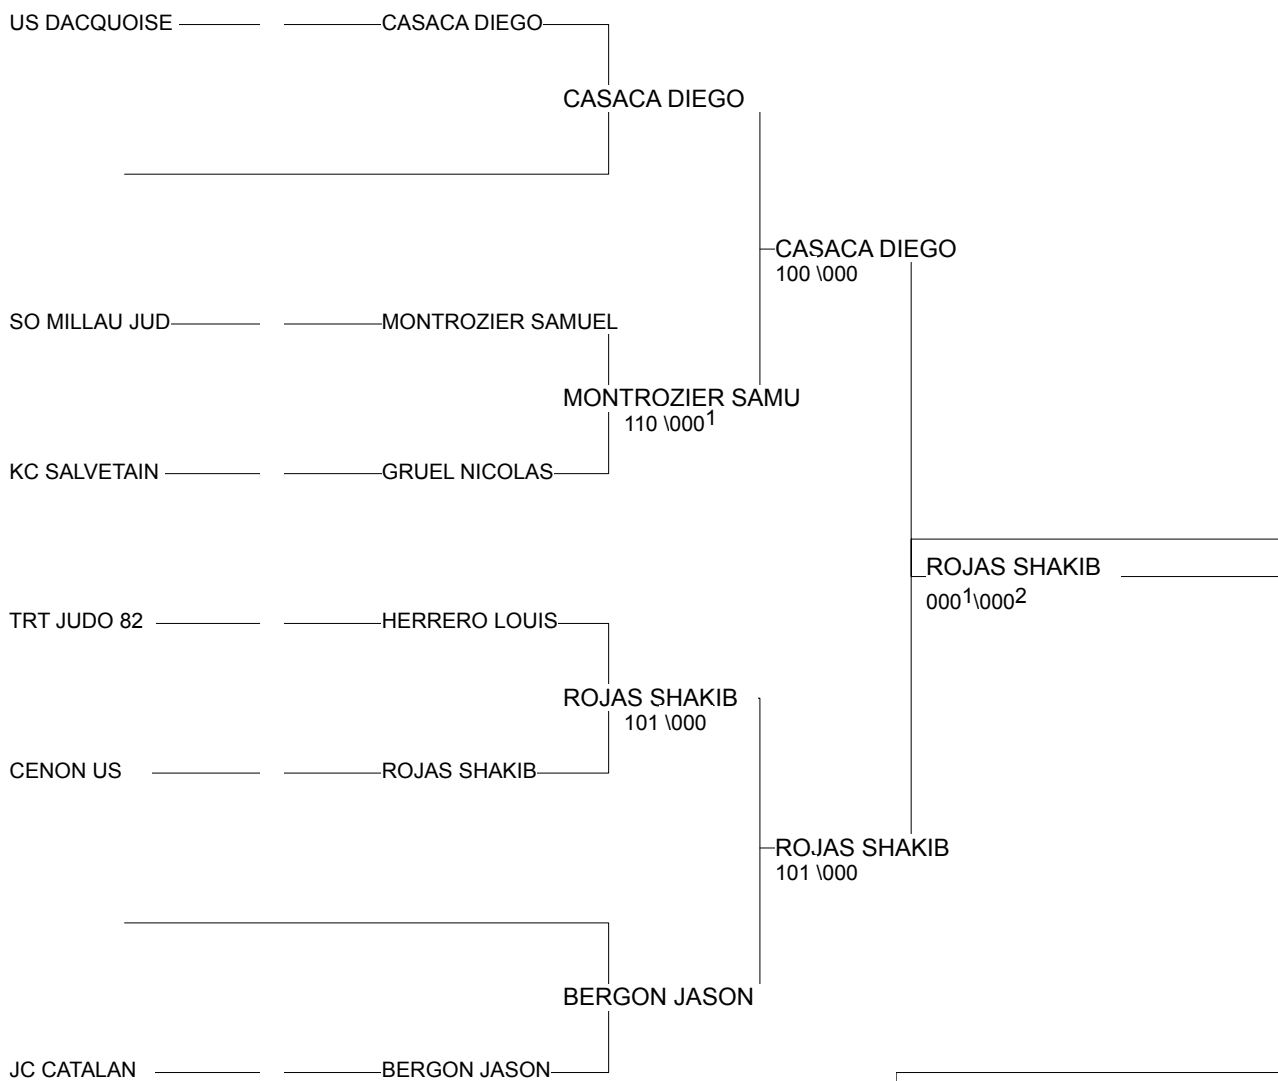 US DACQUOISE CASACA DIEGO
CASACA DIEGO
CASACA DIEGO
100 \000
SO MILLAU JUD MONTROZIER SAMUEL
MONTROZIER SAMU
110 \000¹
KC SALVETAIN GRUEL NICOLAS
ROJAS SHAKIB
000¹\000²
TRT JUDO 82 HERRERO LOUIS
ROJAS SHAKIB
101 \000
CENON US ROJAS SHAKIB
ROJAS SHAKIB
101 \000
BERGON JASON
JC CATALAN BERGON JASON